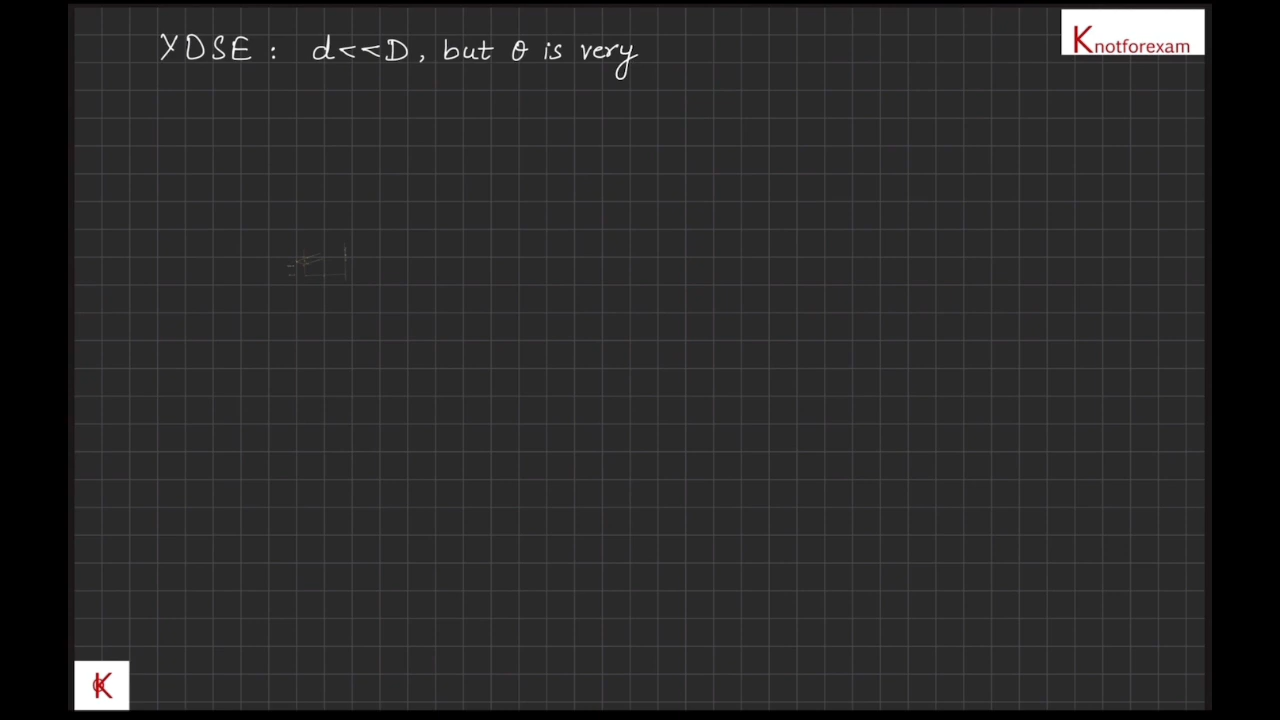 YDSE : d<<D, but θ is very
Knotforexam
K